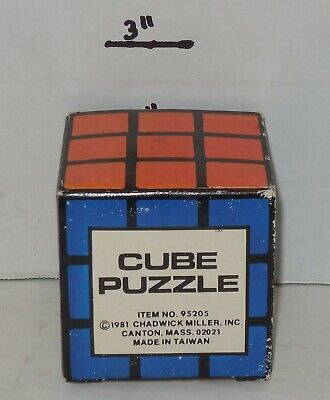 3"
"
CUBE
PUZZLE
ITEM NO. 95205
©1981 CHADWICK MILLER, INC.
CANTON, MASS. 02021
MADE IN TAIWAN